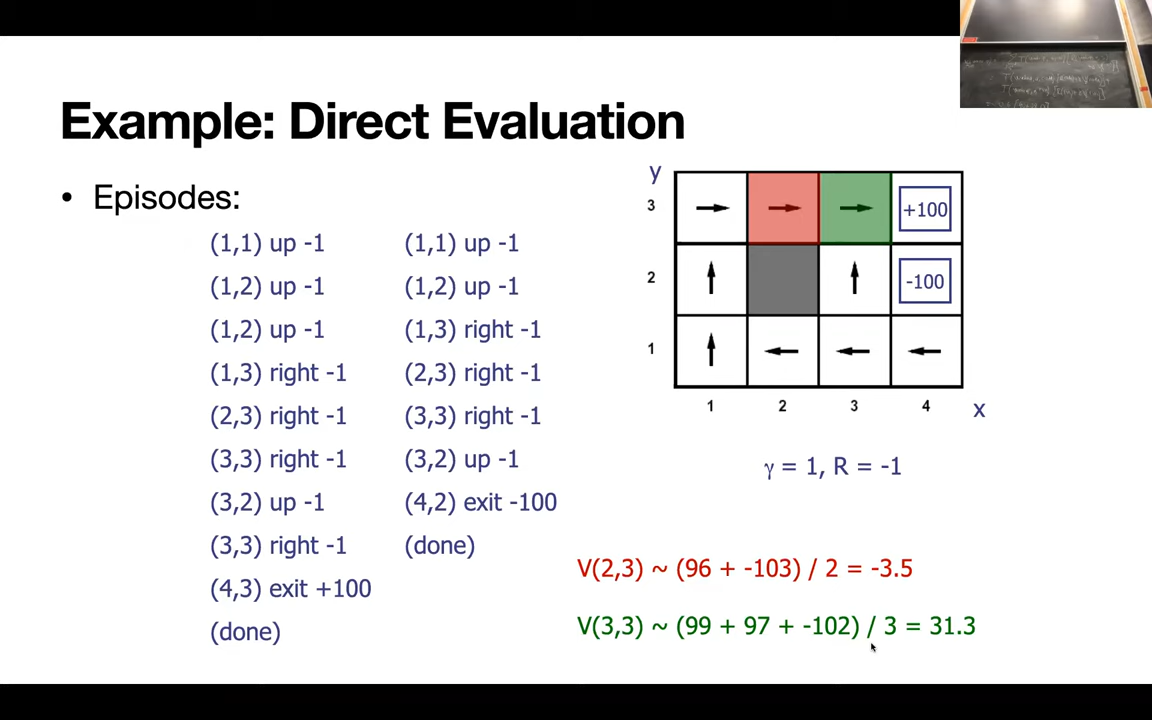 Example: Direct Evaluation
• Episodes:
(1,1) up -1
(1,2) up -1
(1,2) up -1
(1,3) right -1
(2,3) right -1
(3,3) right -1
(3,2) up -1
(3,3) right -1
(4,3) exit +100
(done)
(1,1) up -1
(1,2) up -1
(1,3) right -1
(2,3) right -1
(3,3) right -1
(3,2) up -1
(4,2) exit -100
(done)
y
3
+100
2
-100
1
1 2 3 4 x
γ = 1, R = -1
V(2,3) ~ (96 + -103) / 2 = -3.5
V(3,3) ~ (99 + 97 + -102) / 3 = 31.3